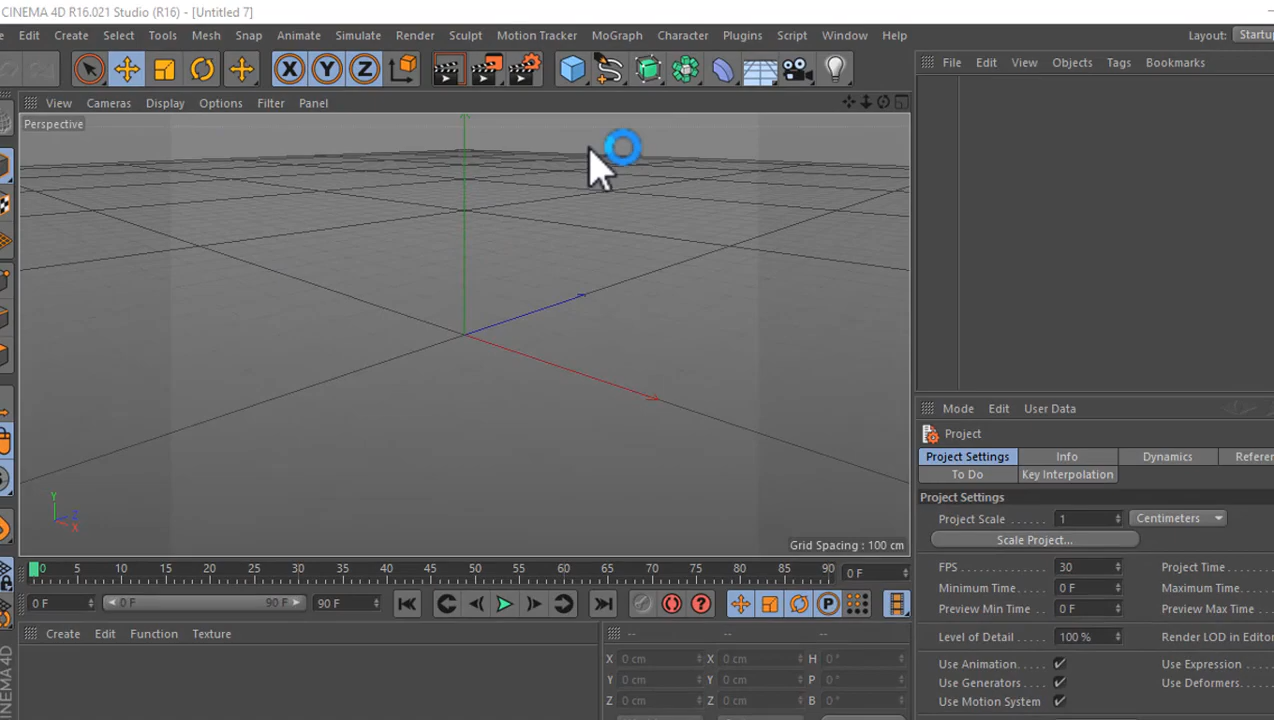 CINEMA 4D R16.021 Studio (R16) - [Untitled 7]
Edit Create Select Tools Mesh Snap Animate Simulate Render Sculpt Motion Tracker MoGraph Character Plugins Script Window Help Layout: Startu
X Y Z
File Edit View Objects Tags Bookmarks
View Cameras Display Options Filter Panel
Perspective
Y
Z
X
Grid Spacing : 100 cm
Mode Edit User Data
Project
Project Settings Info Dynamics Referen
To Do Key Interpolation
Project Settings
Project Scale ...... 1 Centimeters
Scale Project...
FPS .............. 30 Project Time
Minimum Time ..... 0 F Maximum Time
Preview Min Time .. 0 F Preview Max Time
Level of Detail ..... 100 % Render LOD in Editor
Use Animation..... Use Expression
Use Generators ... Use Deformers.
Use Motion System
0 5 10 15 20 25 30 35 40 45 50 55 60 65 70 75 80 85 90 0 F
0 F 0 F 90 F 90 F
P
Create Edit Function Texture
-- -- --
X 0 cm X 0 cm H 0 °
Y 0 cm Y 0 cm P 0 °
Z 0 cm Z 0 cm B 0 °
CINEMA 4D